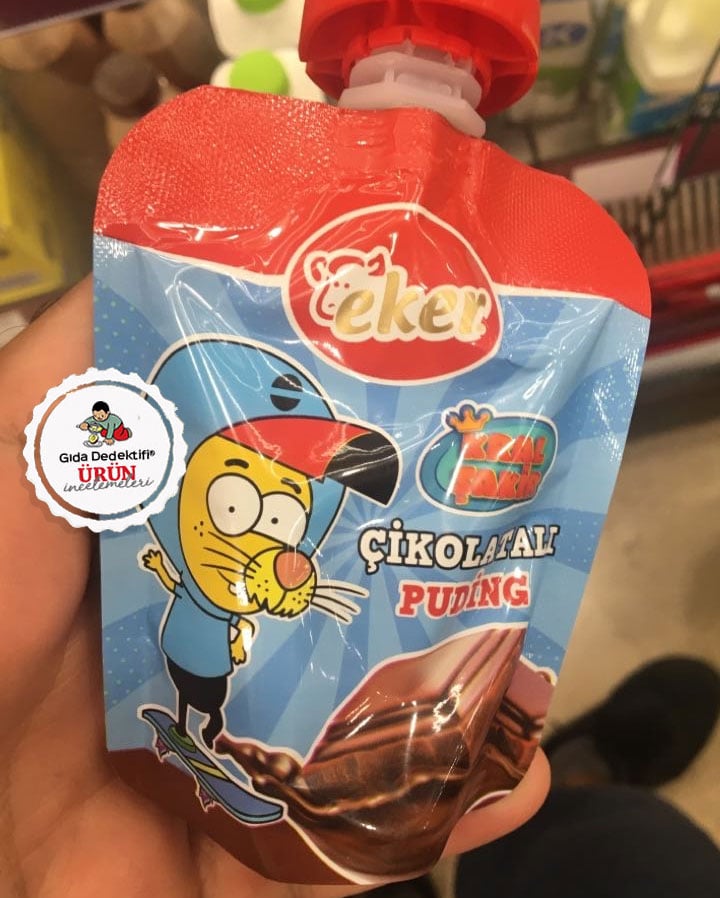 eker
KRAL
ŞAKİR
ÇİKOLATALI
PUDİNG
Gıda Dedektifi®
ÜRÜN
incelemeleri